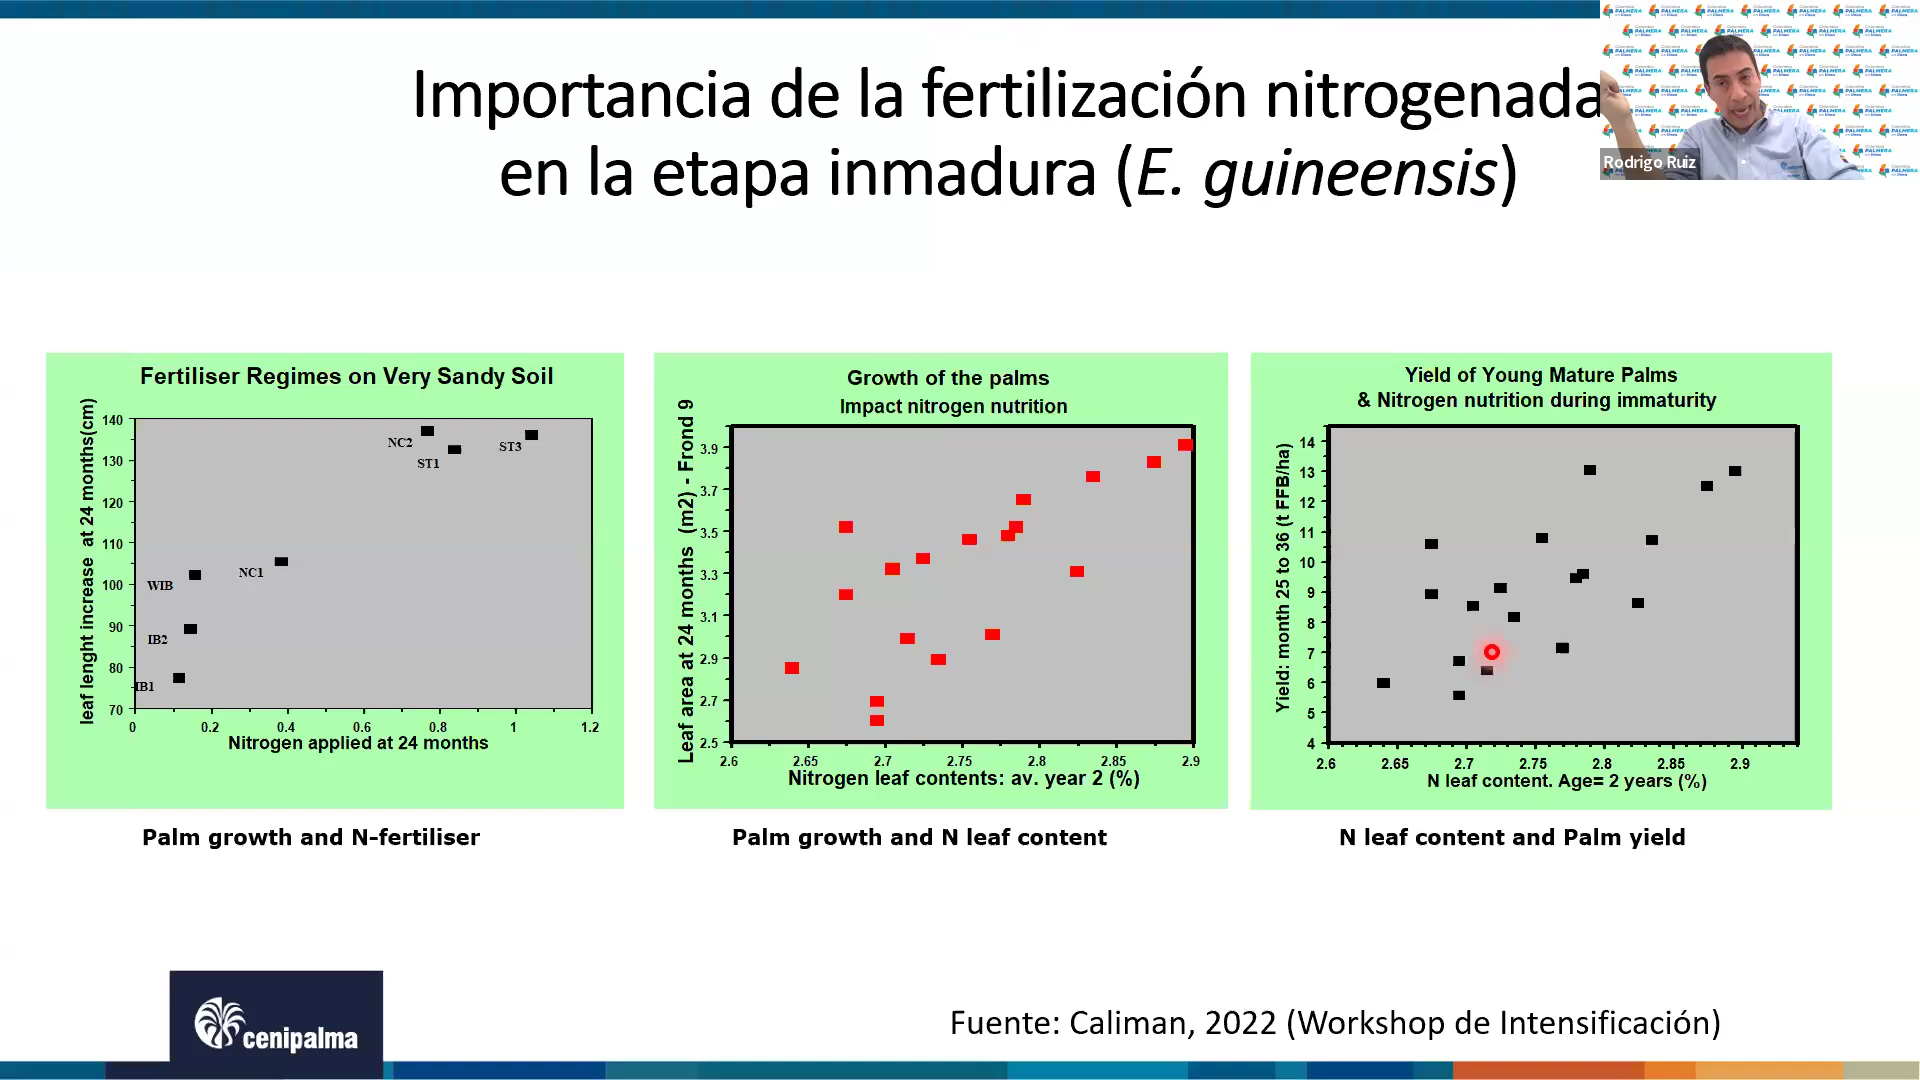 Importancia de la fertilización nitrogenada
en la etapa inmadura (E. guineensis)
Rodrigo Ruiz
Fertiliser Regimes on Very Sandy Soil
leaf lenght increase at 24 months(cm)
140
130
120
110
100
90
80
70
NC2
ST1
ST3
WIB
NC1
IB2
IB1
0 0.2 0.4 0.6 0.8 1 1.2
Nitrogen applied at 24 months
Palm growth and N-fertiliser
Growth of the palms
Impact nitrogen nutrition
Leaf area at 24 months (m2) - Frond 9
3.9
3.7
3.5
3.3
3.1
2.9
2.7
2.5
2.6 2.65 2.7 2.75 2.8 2.85 2.9
Nitrogen leaf contents: av. year 2 (%)
Palm growth and N leaf content
Yield of Young Mature Palms
& Nitrogen nutrition during immaturity
Yield: month 25 to 36 (t FFB/ha)
14
13
12
11
10
9
8
7
6
5
4
2.6 2.65 2.7 2.75 2.8 2.85 2.9
N leaf content. Age= 2 years (%)
N leaf content and Palm yield
cenipalma
Fuente: Caliman, 2022 (Workshop de Intensificación)